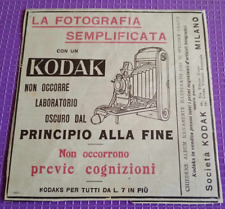 LA FOTOGRAFIA
SEMPLIFICATA
CON UN
KODAK
NON OCCORRE
LABORATORIO
OSCURO DAL
PRINCIPIO ALLA FINE
Non occorrono
previe cognizioni
KODAKS PER TUTTI DA L. 7 IN PIÙ
Società KODAK
MILANO